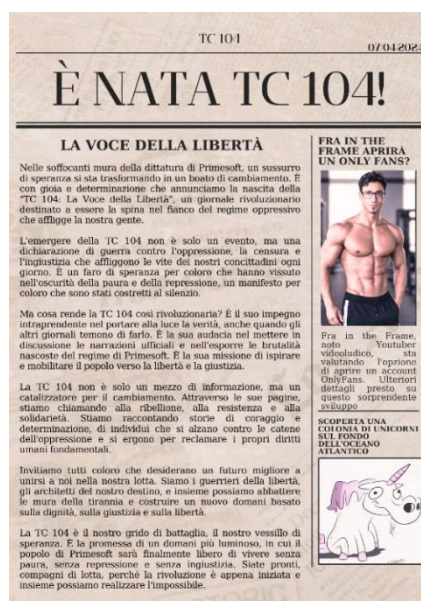 TC 104
07/04/2024
È NATA TC 104!
LA VOCE DELLA LIBERTÀ
Nelle soffocanti mura della dittatura di Primesoft, un sussurro
di speranza si sta trasformando in un boato di cambiamento. È
con gioia e determinazione che annunciamo la nascita della
"TC 104: La Voce della Libertà", un giornale rivoluzionario
destinato a essere la spina nel fianco del regime oppressivo
che affligge la nostra gente.
L'emergere della TC 104 non è solo un evento, ma una
dichiarazione di guerra contro l'oppressione, la censura e
l'ingiustizia che affliggono le vite dei nostri concittadini ogni
giorno. È un faro di speranza per coloro che hanno vissuto
nell'oscurità della paura e della repressione, un manifesto per
coloro che sono stati costretti al silenzio.
Ma cosa rende la TC 104 così rivoluzionaria? È il suo impegno
intraprendente nel portare alla luce la verità, anche quando gli
altri giornali temono di farlo. È la sua audacia nel mettere in
discussione le narrazioni ufficiali e nell'esporre le brutalità
nascoste del regime di Primesoft. È la sua missione di ispirare
e mobilitare il popolo verso la libertà e la giustizia.
La TC 104 non è solo un mezzo di informazione, ma un
catalizzatore per il cambiamento. Attraverso le sue pagine,
stiamo chiamando alla ribellione, alla resistenza e alla
solidarietà. Stiamo raccontando storie di coraggio e
determinazione, di individui che si alzano contro le catene
dell'oppressione e si ergono per reclamare i propri diritti
umani fondamentali.
Invitiamo tutti coloro che desiderano un futuro migliore a
unirsi a noi nella nostra lotta. Siamo i guerrieri della libertà,
gli architetti del nostro destino, e insieme possiamo abbattere
le mura della tirannia e costruire un nuovo domani basato
sulla dignità, sulla giustizia e sulla libertà.
La TC 104 è il nostro grido di battaglia, il nostro vessillo di
speranza. È la promessa di un domani più luminoso, in cui il
popolo di Primesoft sarà finalmente libero di vivere senza
paura, senza repressione e senza ingiustizia. Siate pronti,
compagni di lotta, perché la rivoluzione è appena iniziata e
insieme possiamo realizzare l'impossibile.
FRA IN THE
FRAME APRIRÀ
UN ONLY FANS?
Fra in the Frame,
noto Youtuber
videoludico, sta
valutando l'opzione
di aprire un account
OnlyFans. Ulteriori
dettagli presto su
questo sorprendente
sviluppo
SCOPERTA UNA
COLONIA DI UNICORNI
SUL FONDO
DELL'OCEANO
ATLANTICO